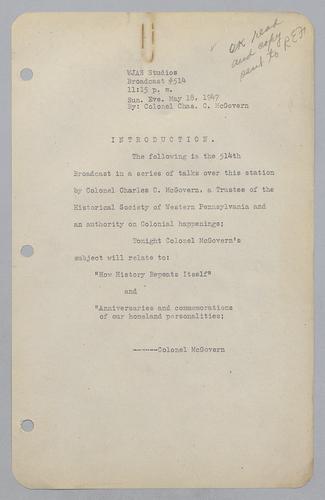 OK read
and copy
sent to REJ
WJAS Studios
Broadcast #514
11:15 p. m.
Sun. Eve. May 18, 1947
By: Colonel Chas. C. McGovern
INTRODUCTION.
The following is the 514th
Broadcast in a series of talks over this station
by Colonel Charles C. McGovern, a Trustee of the
Historical Society of Western Pennsylvania and
an authority on Colonial happenings:
Tonight Colonel McGovern's
subject will relate to:
"How History Repeats Itself"
and
"Anniversaries and commemorations
of our homeland personalities;
-------Colonel McGovern